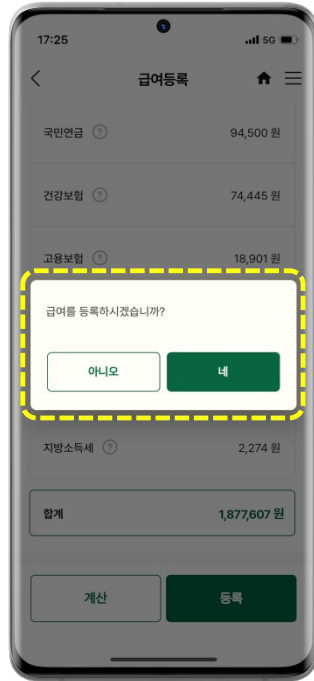 17:25 5G
급여등록
국민연금 ? 94,500 원
건강보험 ? 74,445 원
고용보험 ? 18,901 원
급여를 등록하시겠습니까?
아니오 네
지방소득세 ? 2,274 원
합계 1,877,607 원
계산 등록